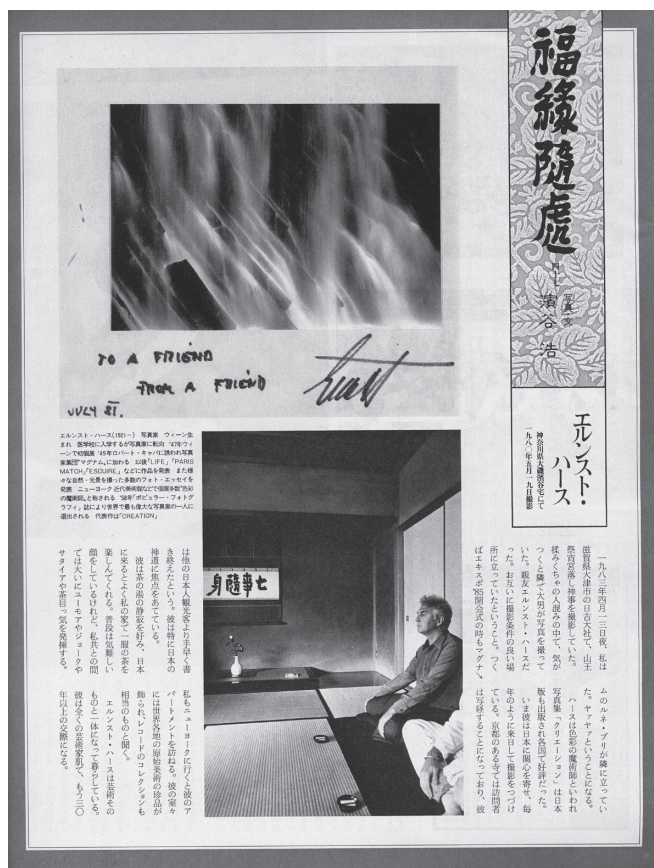 福緣隨處
四十七
写真・文
濱谷 浩
エルンスト・
ハース
神奈川県大磯濱谷宅にて
一九八〇年五月一九日撮影
TO A FRIEND
FROM A FRIEND
JULY 81.
エルンスト・ハース(1921〜) 写真家 ウィーン生
まれ 医学校に入学するが写真家に転向 '47年ウィ
ーンで初個展 '49年ロバート・キャパに誘われ写真
家集団"マグナム"に加わる 以後「LIFE」「PARIS
MATCH」「ESQUIRE」などに作品を発表 また様
々な自然・光景を撮った多数のフォト・エッセイを
発表 ニューヨーク近代美術館などで個展多数"色彩
の魔術師"と称される '58年「ポピュラー・フォトグ
ラフィ」誌により世界で最も偉大な写真家の一人に
選出される 代表作は「CREATION」
一九八三年四月一三日夜、私は
滋賀県大津市の日吉大社で、山王
祭宵宮落し神事を撮影していた。
揉みくちゃの人混みの中で、気が
つくと隣で大男が写真を撮って
いた。親友エルンスト・ハースだ
った。お互いに撮影条件の良い場
所に立っていたということ。つく
ばエキスポ'85開会式の時もマグナ
ムのルネ・ブリが隣に立ってい
た。ヤァヤァということになる。
ハースは色彩の魔術師といわれ
写真集「クリエーション」は日本
版も出版され各国で好評だった。
いま彼は日本に関心を寄せ、毎
年のように来日して撮影をつづけ
ている。京都のある寺では訪問者
は写経することになっており、彼
は他の日本人観光客より手早く書
き終えたという。彼は特に日本の
神道に焦点をあてている。
彼は茶の湯の静寂を好み、日本
に来るとよく私の家で一服の茶を
楽しんでくれる。普段は気難しい
顔をしているけれど、私共との間
では大いにユーモアやジョークや
サタイアや茶目っ気を発揮する。
私もニューヨークに行くと彼のア
パートメントを訪ねる。彼の室々
には世界各地の原始美術の珍品が
飾られ、レコードのコレクションも
相当のものと聞く。
エルンスト・ハースは芸術その
ものと一体になって暮らしている。
彼は全くの芸術家肌で、もう三〇
年以上の交際になる。